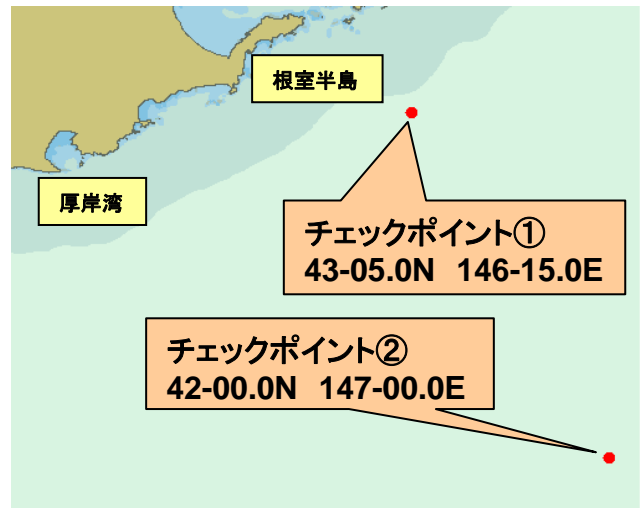 根室半島
厚岸湾
チェックポイント①
43-05.0N 146-15.0E
チェックポイント②
42-00.0N 147-00.0E